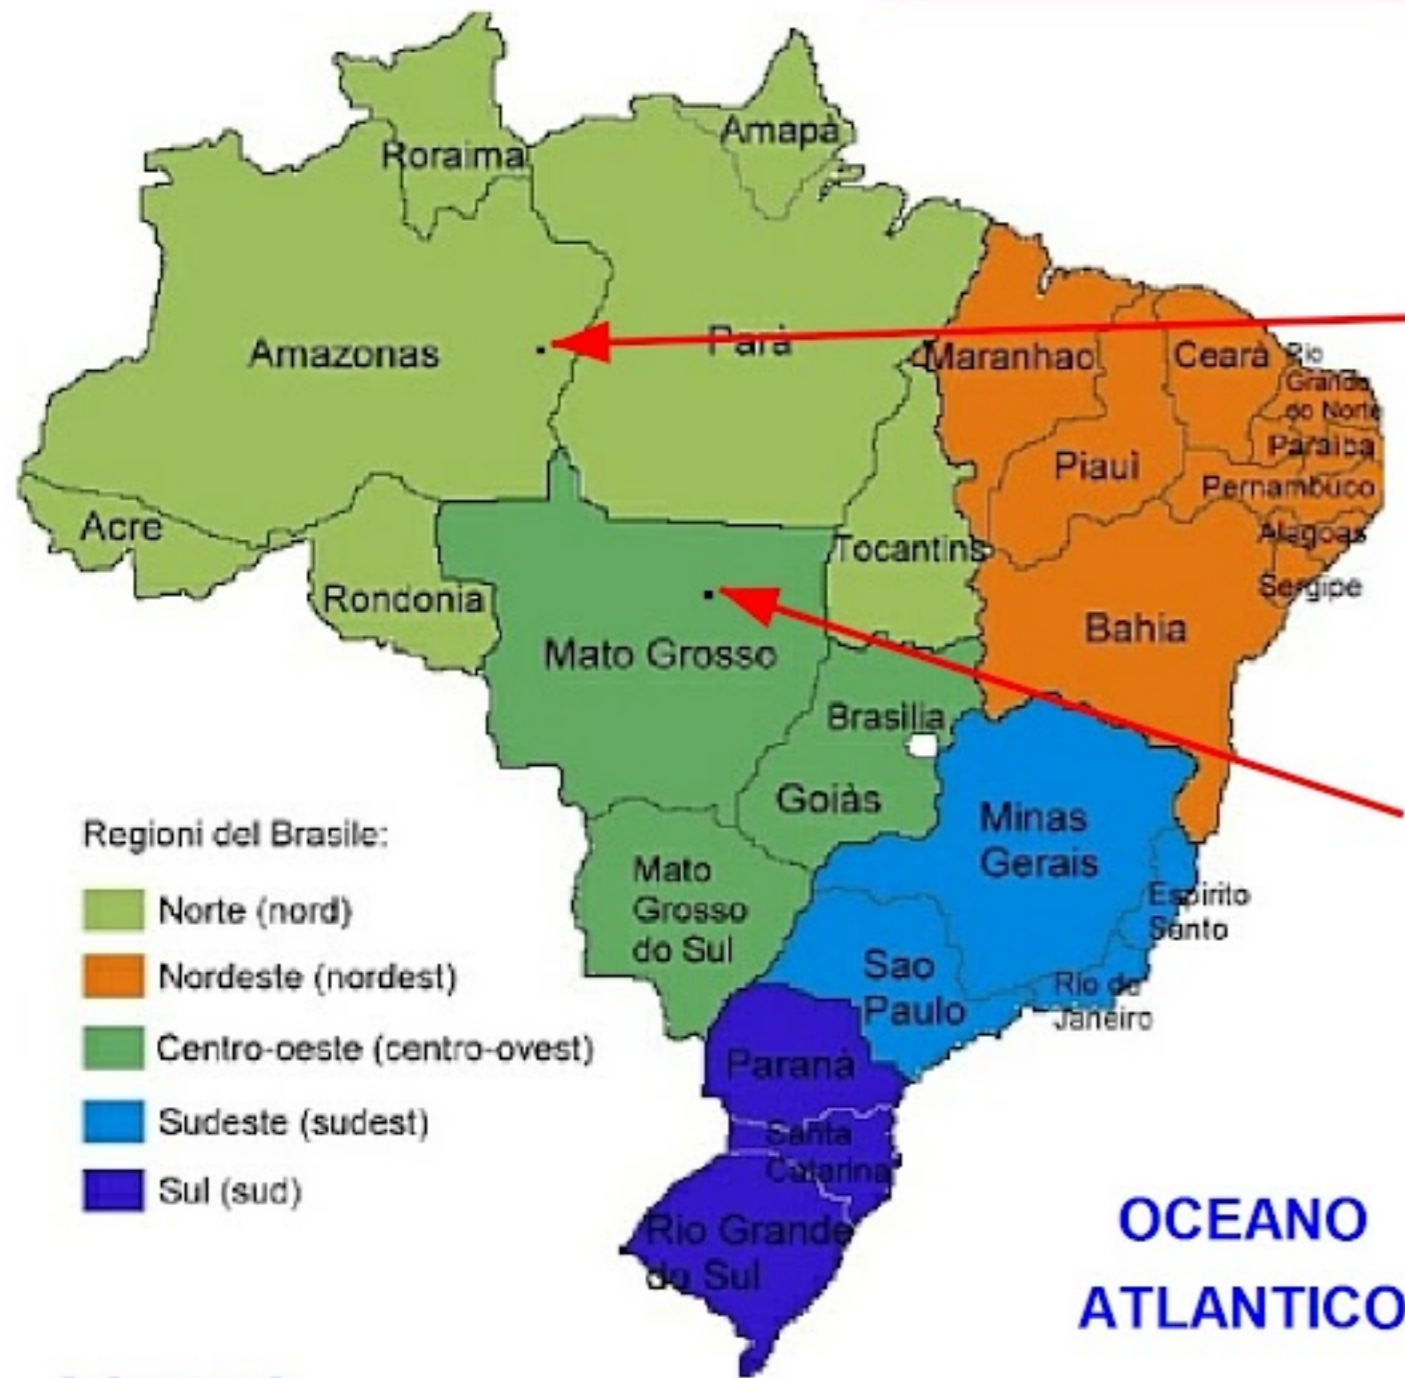 Amapà
Roraima
Amazonas
Parà
Maranhao
Cearà
Rio
Grande
do Norte
Paraiba
Piauì
Pernambuco
Acre
Alagoas
Tocantins
Sergipe
Rondonia
Bahia
Mato Grosso
Brasìlia
Goiàs
Minas
Gerais
Regioni del Brasile:
Norte (nord)
Nordeste (nordest)
Centro-oeste (centro-ovest)
Sudeste (sudest)
Sul (sud)
Mato
Grosso
do Sul
Espirito
Santo
Sao
Paulo
Rio de
Janeiro
Paranà
Santa
Catarina
Rio Grande
do Sul
OCEANO
ATLANTICO